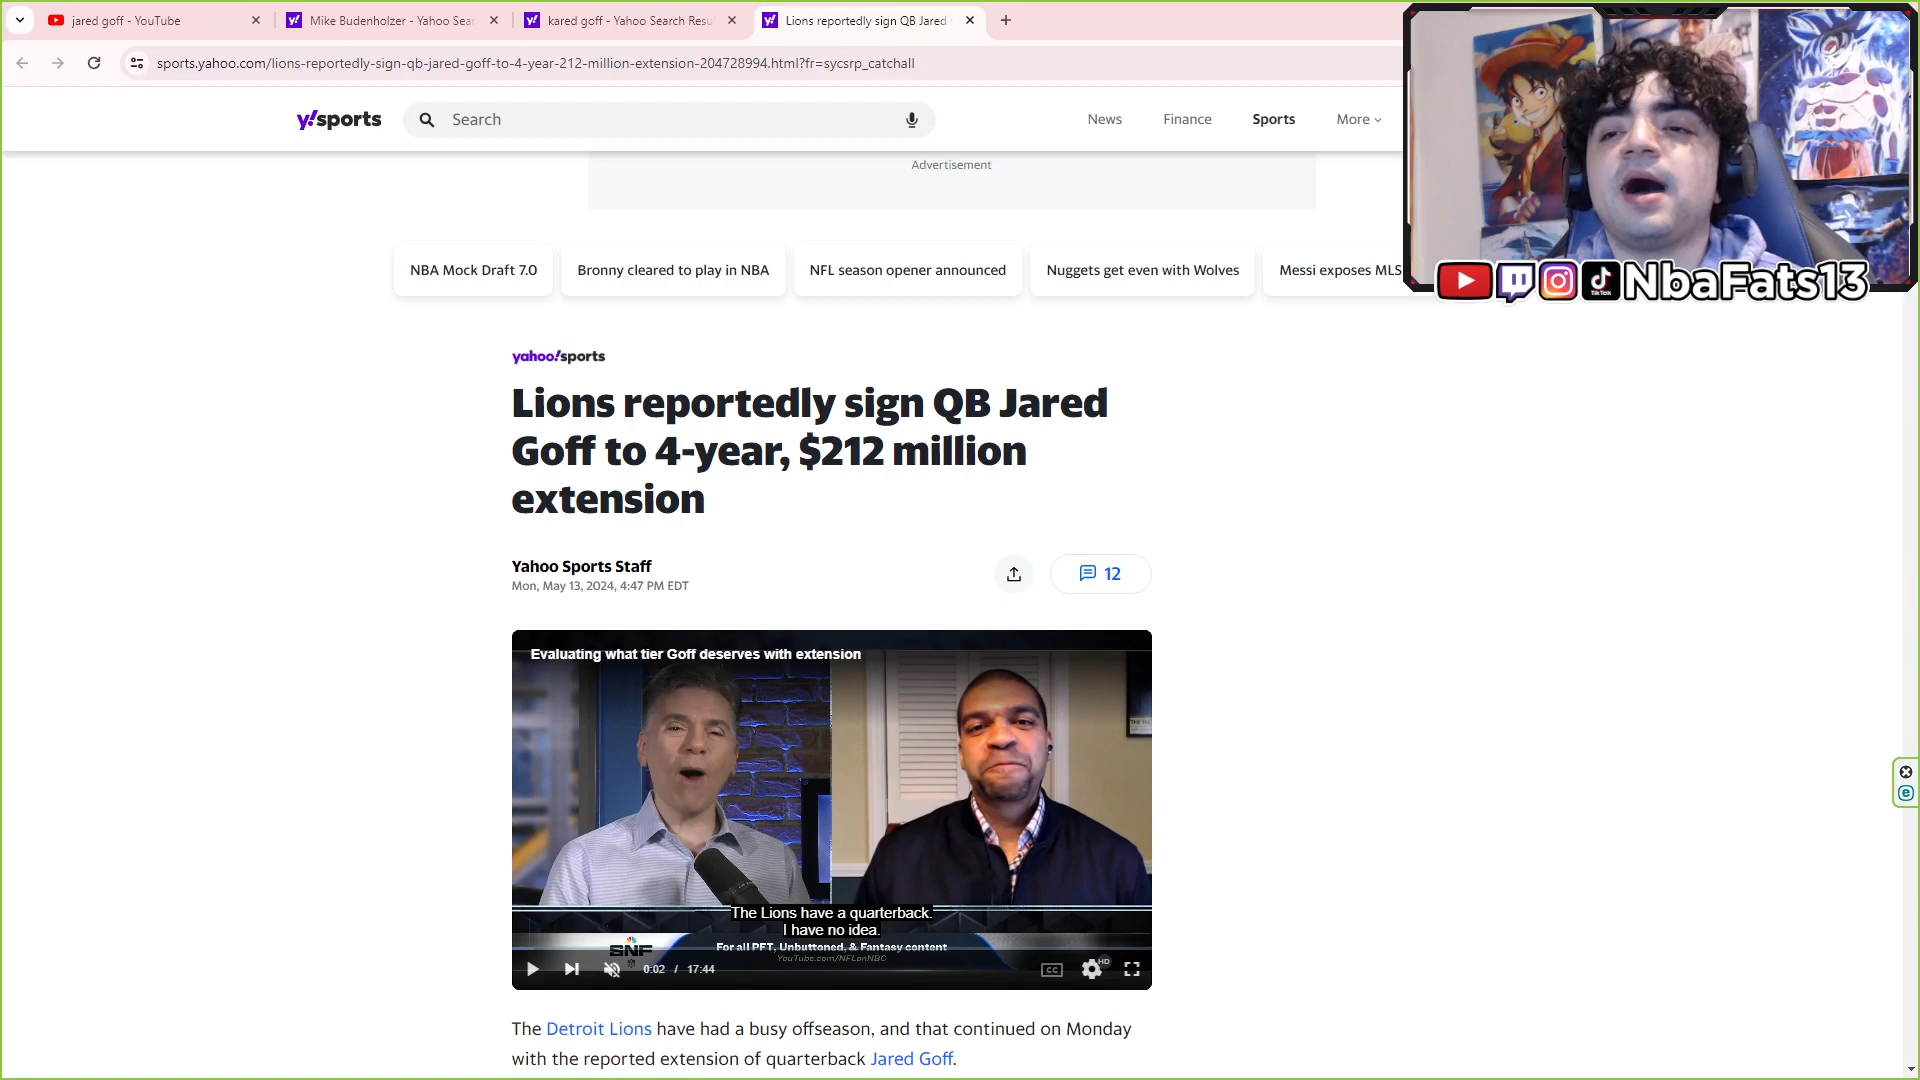 jared goff - YouTube
Mike Budenholzer - Yahoo Sear
kared goff - Yahoo Search Resul
Lions reportedly sign QB Jared
sports.yahoo.com/lions-reportedly-sign-qb-jared-goff-to-4-year-212-million-extension-204728994.html?fr=sycsrp_catchall
y!sports
Search
News
Finance
Sports
More
Advertisement
NBA Mock Draft 7.0
Bronny cleared to play in NBA
NFL season opener announced
Nuggets get even with Wolves
Messi exposes MLS
TikTok
NbaFats13
yahoo!sports
Lions reportedly sign QB Jared
Goff to 4-year, $212 million
extension
Yahoo Sports Staff
Mon, May 13, 2024, 4:47 PM EDT
12
Evaluating what tier Goff deserves with extension
The Lions have a quarterback.
I have no idea.
SNF
For all PFT, Unbuttoned, & Fantasy content
YouTube.com/NFLonNBC
0:02 / 17:44
CC
HD
The Detroit Lions have had a busy offseason, and that continued on Monday
with the reported extension of quarterback Jared Goff.